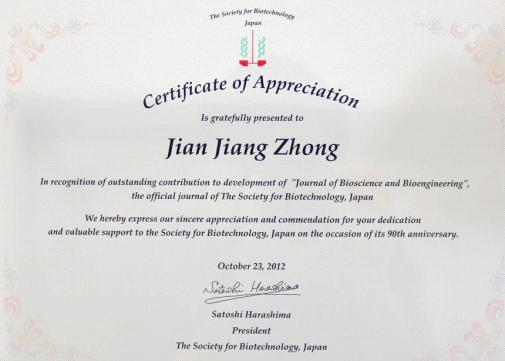 The Society for Biotechnology
Japan
Certificate of Appreciation
Is gratefully presented to
Jian Jiang Zhong
In recognition of outstanding contribution to development of "Journal of Bioscience and Bioengineering",
the official journal of The Society for Biotechnology, Japan
We hereby express our sincere appreciation and commendation for your dedication
and valuable support to the Society for Biotechnology, Japan on the occasion of its 90th anniversary.
October 23, 2012
Satoshi Harashima
Satoshi Harashima
President
The Society for Biotechnology, Japan